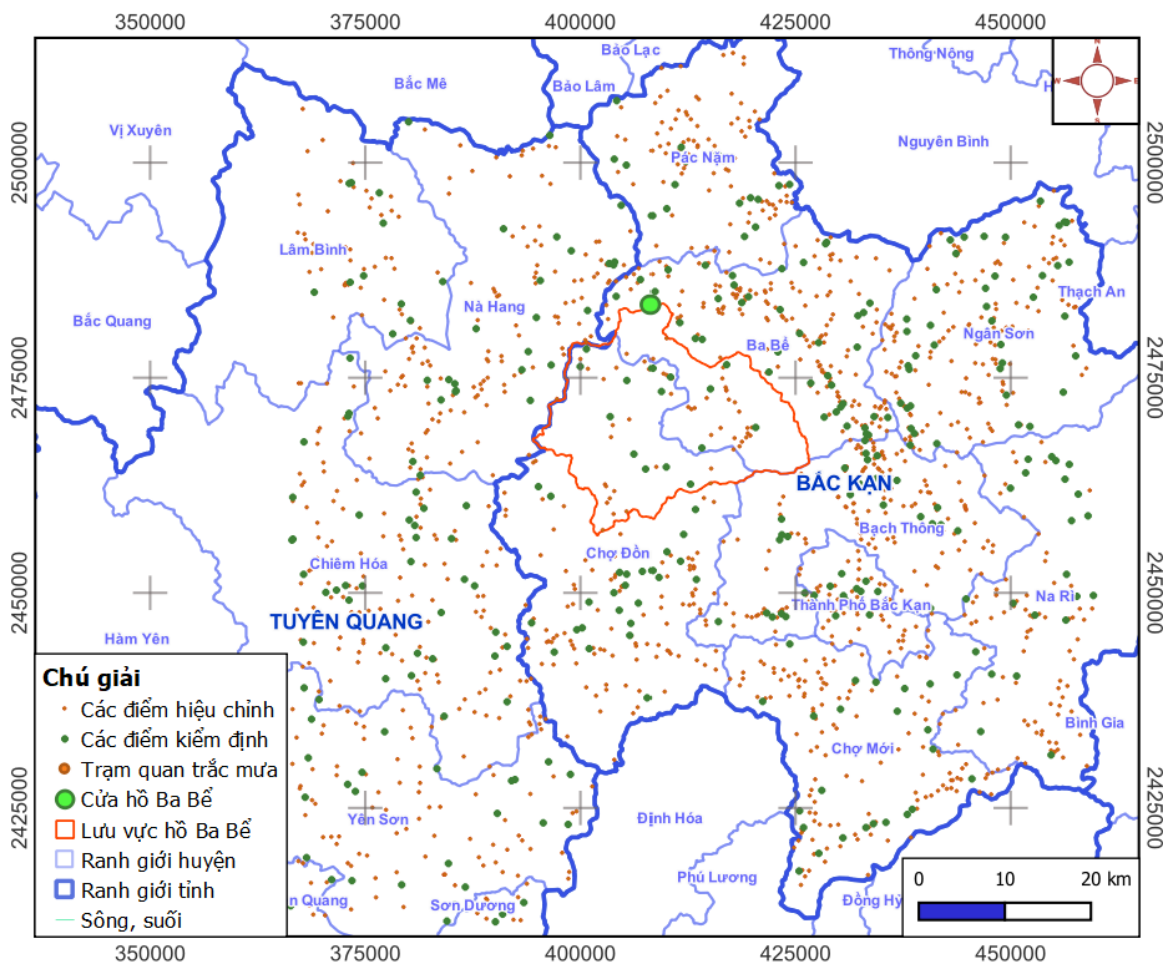 350000 375000 400000 425000 450000
Bảo Lạc
Thông Nông
Bắc Mê
Bảo Lâm
N
W E
S
H
Vị Xuyên
Nguyên Bình
2500000
2500000
Pác Nặm
Lâm Bình
Thạch An
Nà Hang
Bắc Quang
Ngân Sơn
Ba Bể
2475000
2475000
BẮC KẠN
Bạch Thông
Chợ Đồn
Chiêm Hóa
2450000
2450000
Thành Phố Bắc Kạn
Na Rì
TUYÊN QUANG
Hàm Yên
Bình Gia
Chợ Mới
Yên Sơn
Định Hóa
2425000
2425000
Phú Lương
n Quang
Sơn Dương
Đồng Hỷ
Chú giải
Các điểm hiệu chỉnh
Các điểm kiểm định
Trạm quan trắc mưa
Cửa hồ Ba Bể
Lưu vực hồ Ba Bể
Ranh giới huyện
Ranh giới tỉnh
Sông, suối
0 10 20 km
350000 375000 400000 425000 450000